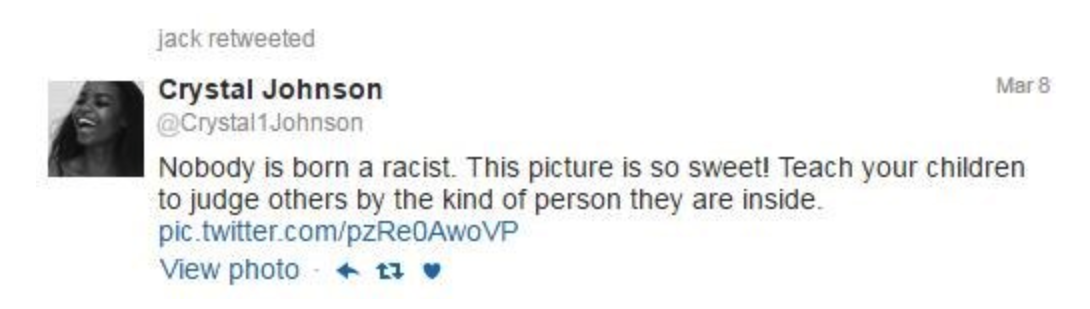 jack retweeted
Crystal Johnson
Mar 8
@Crystal1Johnson
Nobody is born a racist. This picture is so sweet! Teach your children
to judge others by the kind of person they are inside.
pic.twitter.com/pzRe0AwoVP
View photo ·